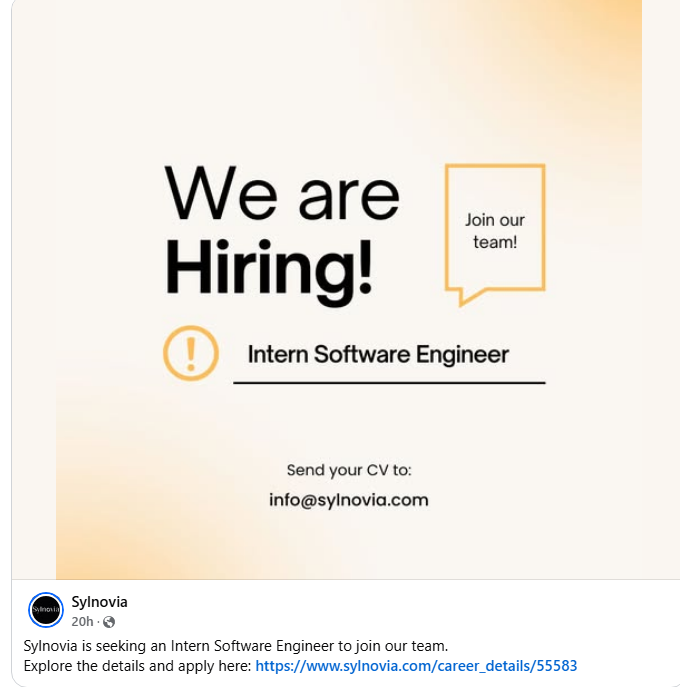 We are
Hiring!
Join our
team!
!
Intern Software Engineer
Send your CV to:
info@sylnovia.com
Sylnovia
Sylnovia
20h ·
Sylnovia is seeking an Intern Software Engineer to join our team.
Explore the details and apply here: https://www.sylnovia.com/career_details/55583